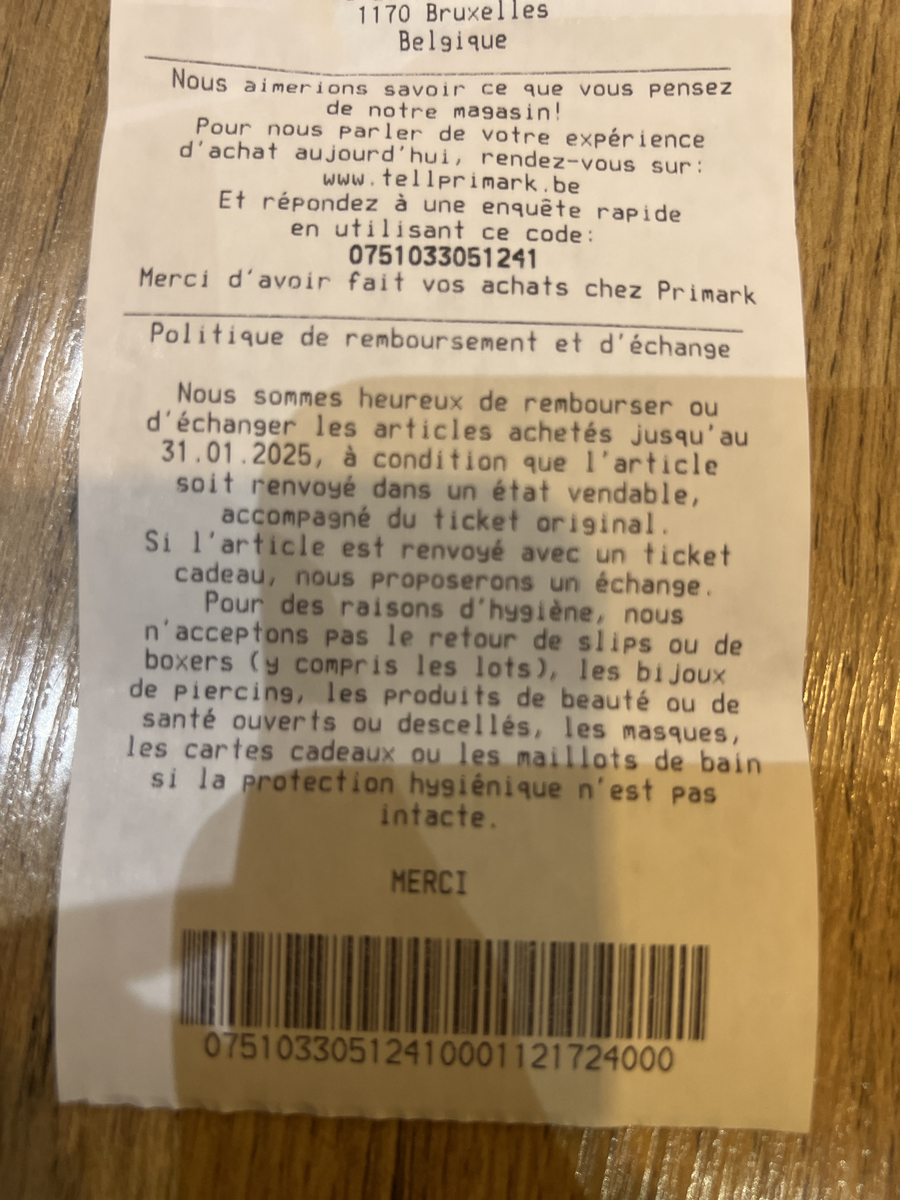 1170 Bruxelles
Belgique
Nous aimerions savoir ce que vous pensez
de notre magasin!
Pour nous parler de votre expérience
d'achat aujourd'hui, rendez-vous sur:
www.tellprimark.be
Et répondez à une enquête rapide
en utilisant ce code:
0751033051241
Merci d'avoir fait vos achats chez Primark
Politique de remboursement et d'échange
Nous sommes heureux de rembourser ou
d'échanger les articles achetés jusqu'au
31.01.2025, à condition que l'article
soit renvoyé dans un état vendable,
accompagné du ticket original.
Si l'article est renvoyé avec un ticket
cadeau, nous proposerons un échange.
Pour des raisons d'hygiène, nous
n'acceptons pas le retour de slips ou de
boxers (y compris les lots), les bijoux
de piercing, les produits de beauté ou de
santé ouverts ou descellés, les masques,
les cartes cadeaux ou les maillots de bain
si la protection hygiénique n'est pas
intacte.
MERCI
07510330512410001121724000